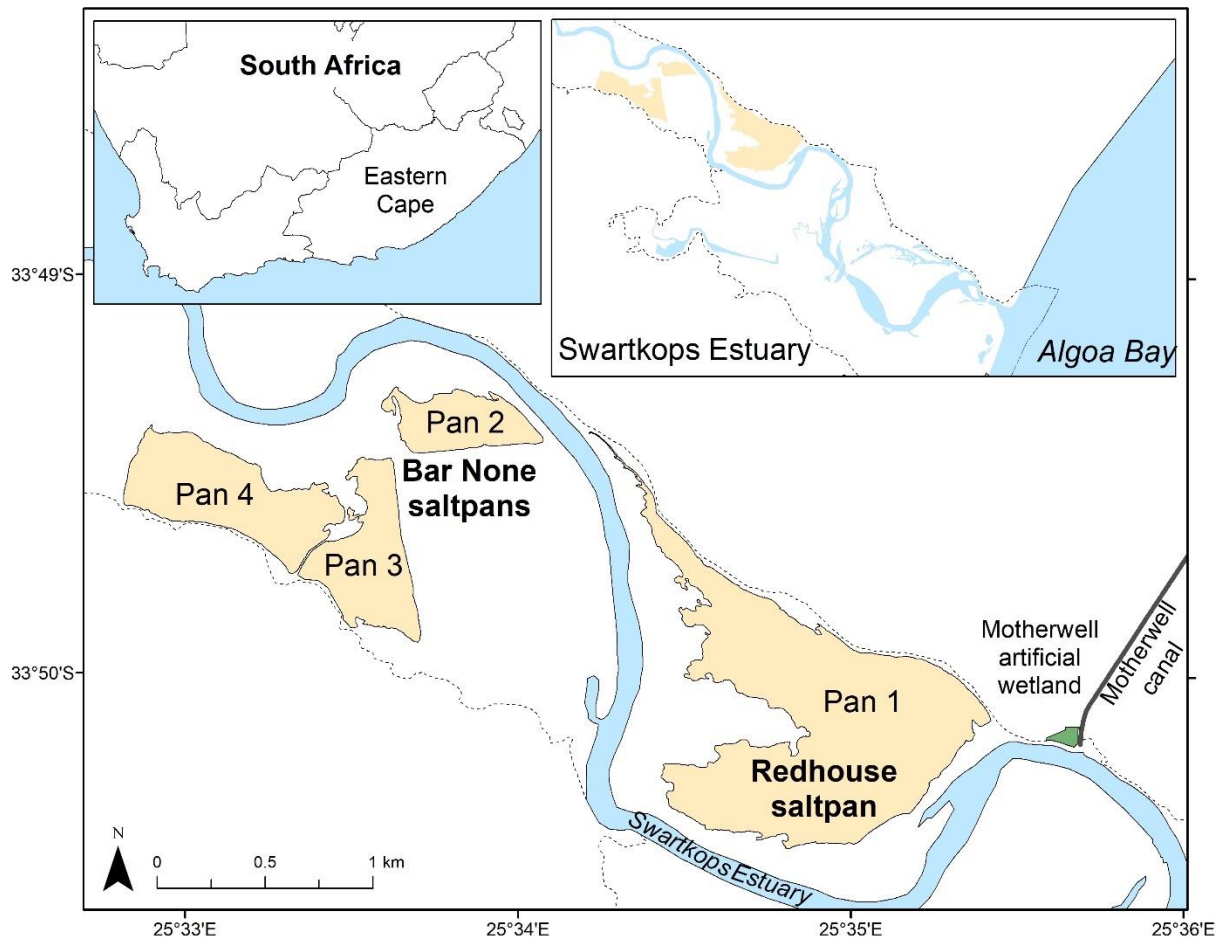 South Africa
Eastern
Cape
Swartkops Estuary
Algoa Bay
33°49'S
33°50'S
Pan 2
Bar None
saltpans
Pan 4
Pan 3
Motherwell
artificial
wetland
Motherwell
canal
Pan 1
Redhouse
saltpan
Swartkops Estuary
N
0 0.5 1 km
25°33'E 25°34'E 25°35'E 25°36'E